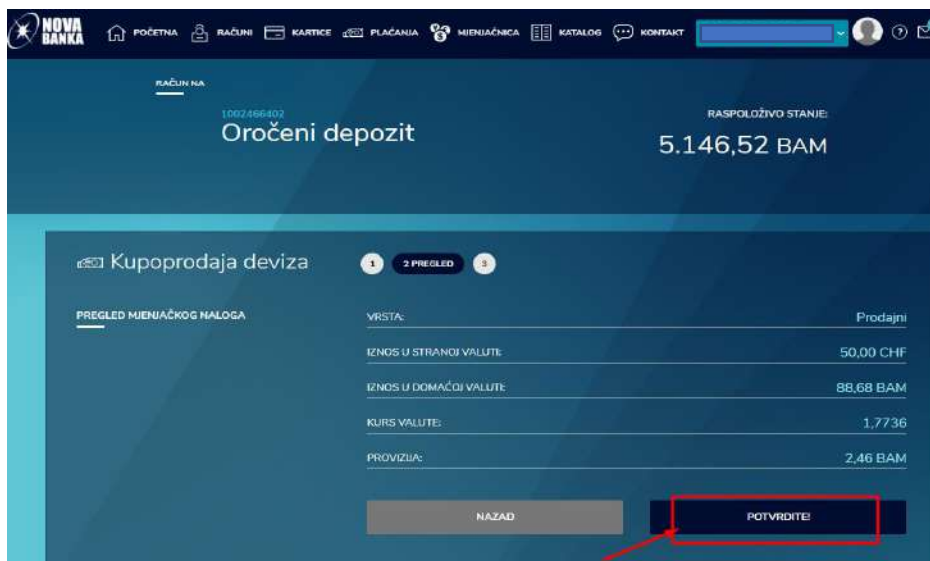 NOVA
BANKA
POČETNA RAČUNI KARTICE PLAĆANJA MJENJAČNICA KATALOG KONTAKT
RAČUN NA
1002466402
Oročeni depozit
RASPOLOŽIVO STANJE:
5.146,52 BAM
Kupoprodaja deviza 1 2 PREGLED 3
PREGLED MJENJAČKOG NALOGA
VRSTA: Prodajni
IZNOS U STRANOJ VALUTI: 50,00 CHF
IZNOS U DOMAĆOJ VALUTI: 88,68 BAM
KURS VALUTE: 1,7736
PROVIZIJA: 2,46 BAM
NAZAD POTVRDITE!